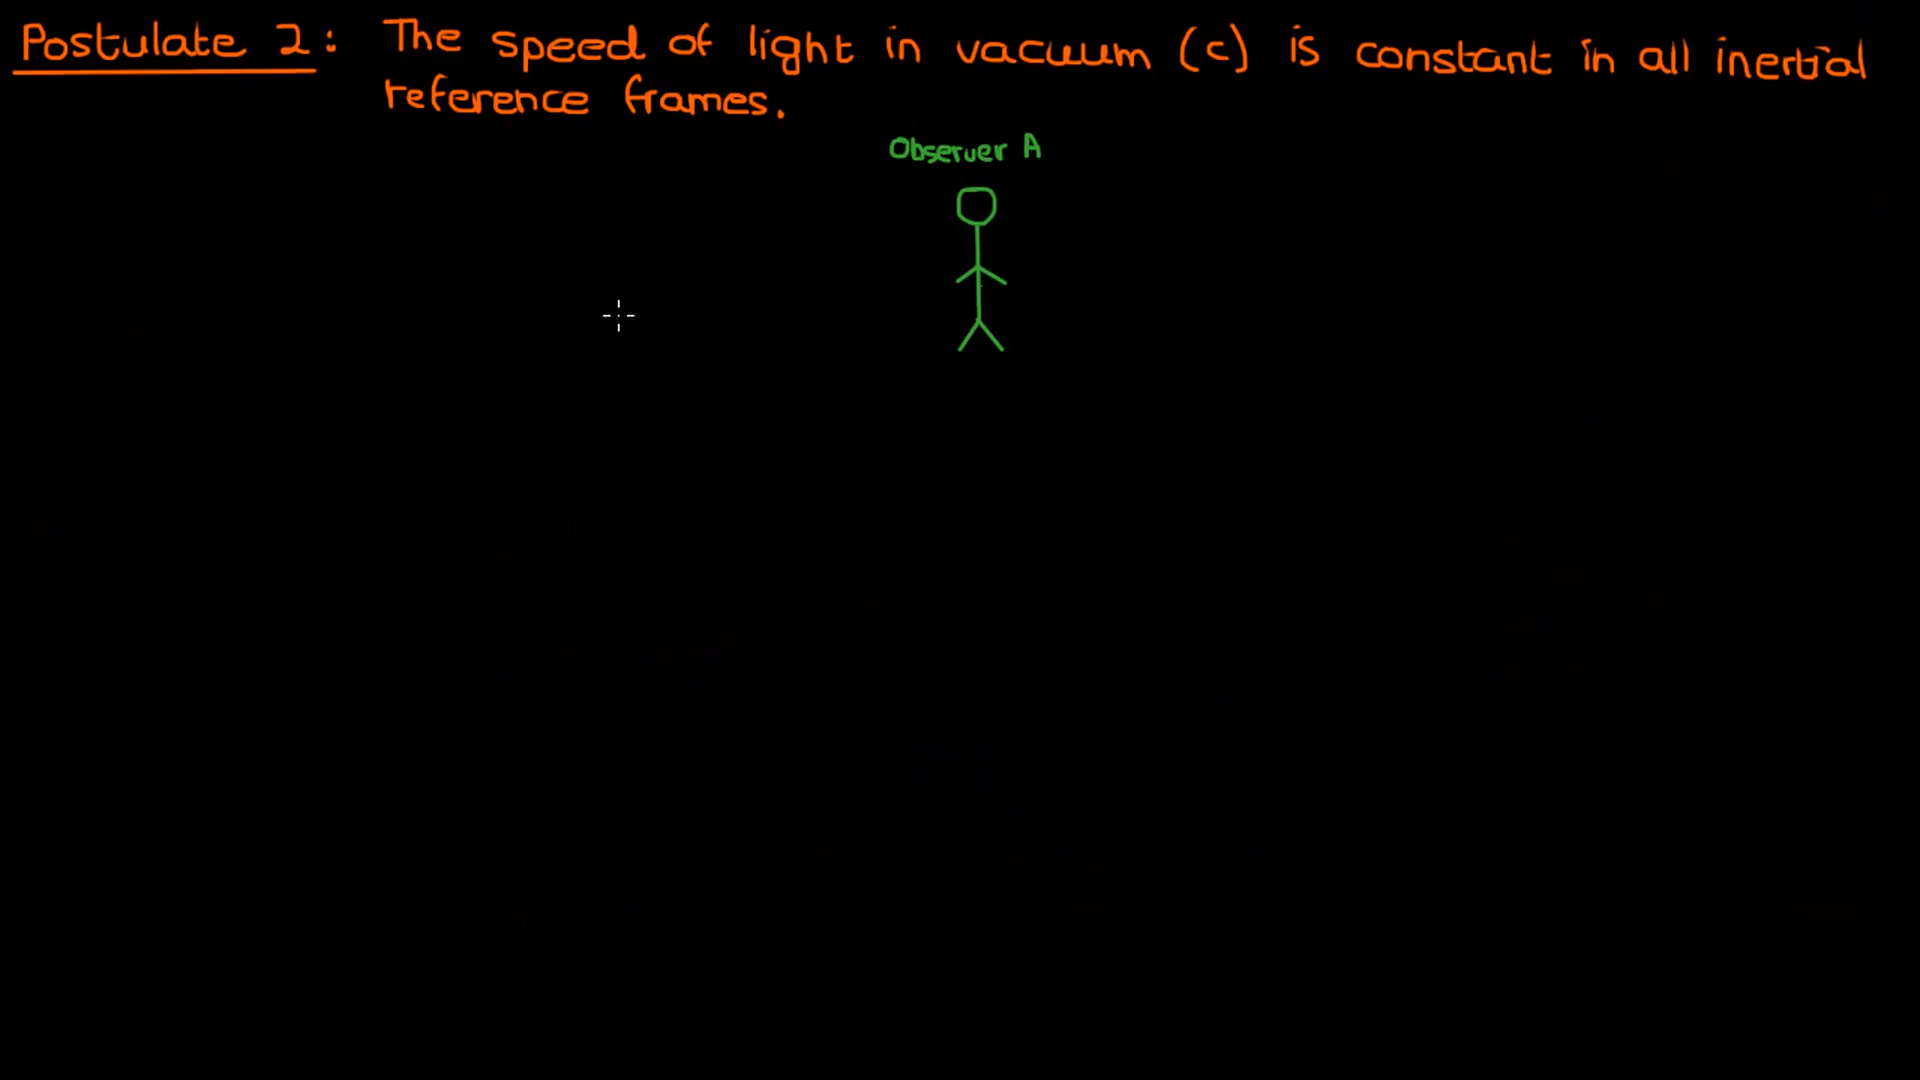 Postulate 2: The speed of light in vacuum (c) is constant in all inertial
reference frames.
Observer A